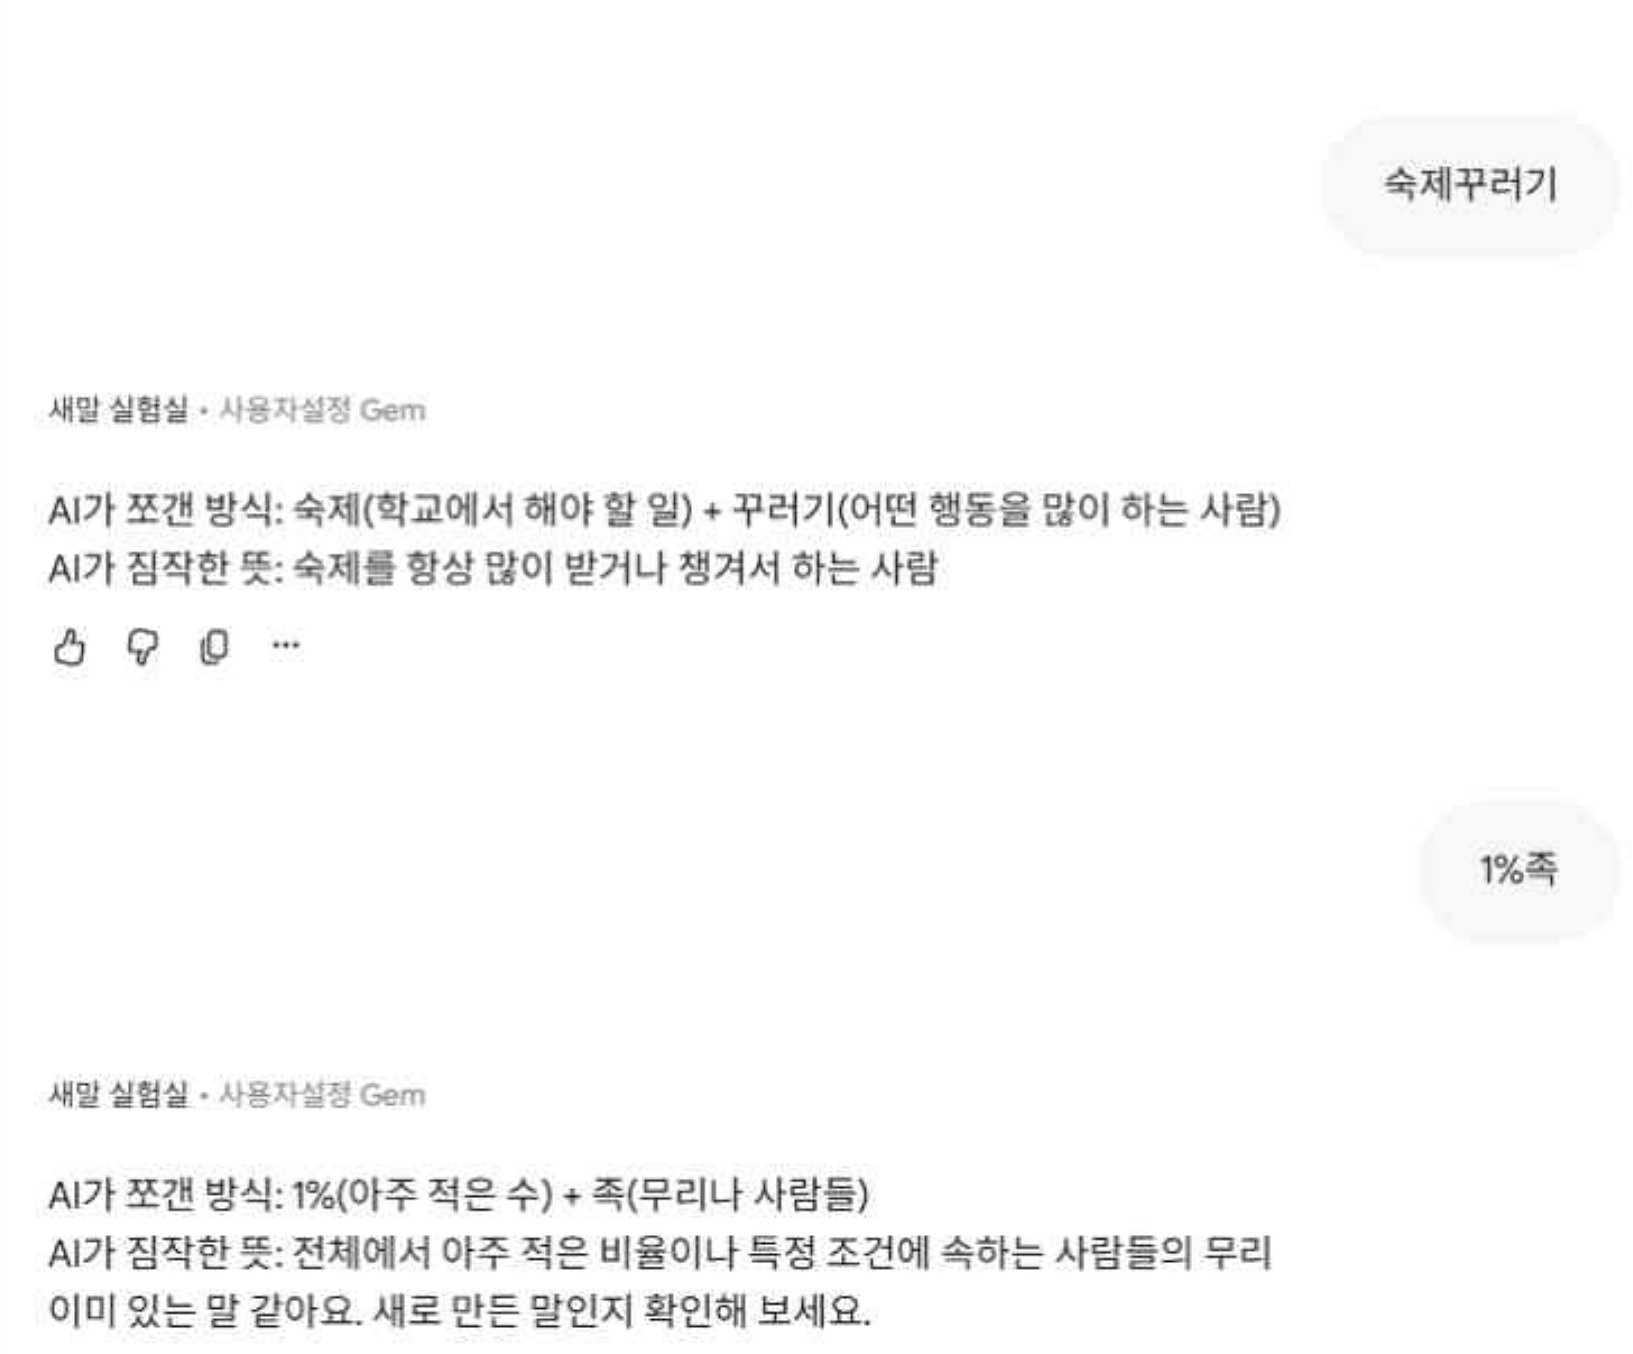 숙제꾸러기
새말 실험실 • 사용자설정 Gem
AI가 쪼갠 방식: 숙제(학교에서 해야 할 일) + 꾸러기(어떤 행동을 많이 하는 사람)
AI가 짐작한 뜻: 숙제를 항상 많이 받거나 챙겨서 하는 사람
1%족
새말 실험실 • 사용자설정 Gem
AI가 쪼갠 방식: 1%(아주 적은 수) + 족(무리나 사람들)
AI가 짐작한 뜻: 전체에서 아주 적은 비율이나 특정 조건에 속하는 사람들의 무리
이미 있는 말 같아요. 새로 만든 말인지 확인해 보세요.